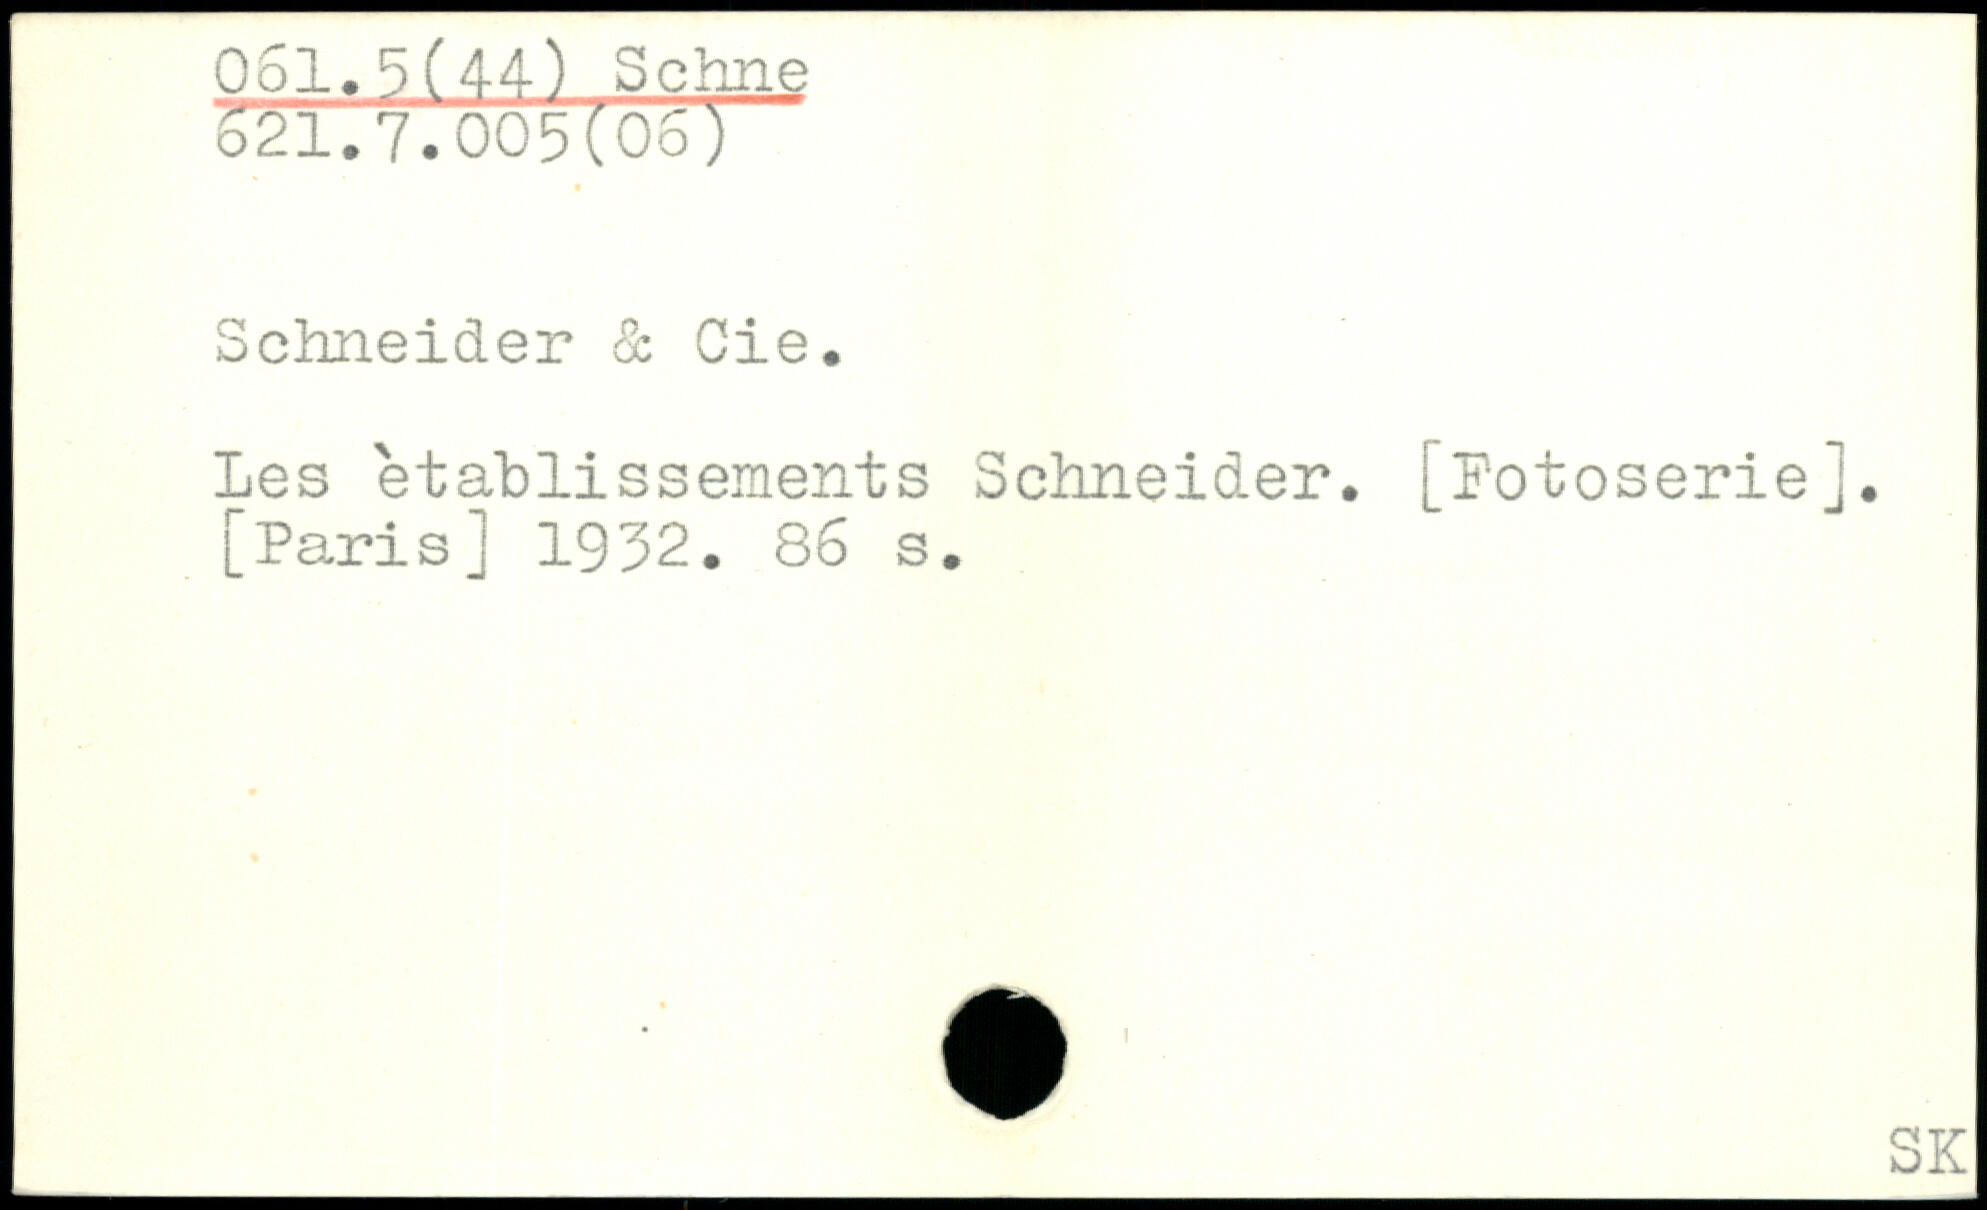 061.5(44) Schne
621.7.005(06)
Schneider & Cie.
Les ètablissements Schneider. [Fotoserie].
[Paris] 1932. 86 s.
SK